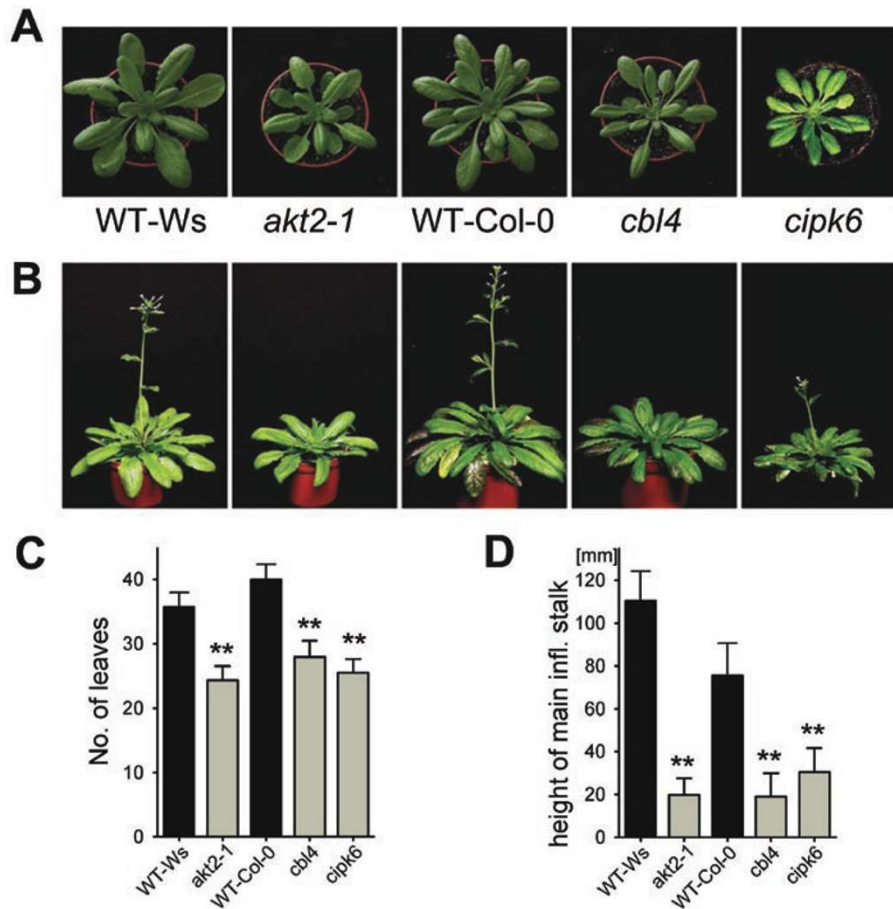 A
WT-Ws akt2-1 WT-Col-0 cbl4 cipk6
B
C
No. of leaves
40
30
20
10
0
**
**
**
WT-Ws
akt2-1
WT-Col-0
cbl4
cipk6
D
[mm]
height of main infl. stalk
120
100
80
60
40
20
0
**
**
**
WT-Ws
akt2-1
WT-Col-0
cbl4
cipk6